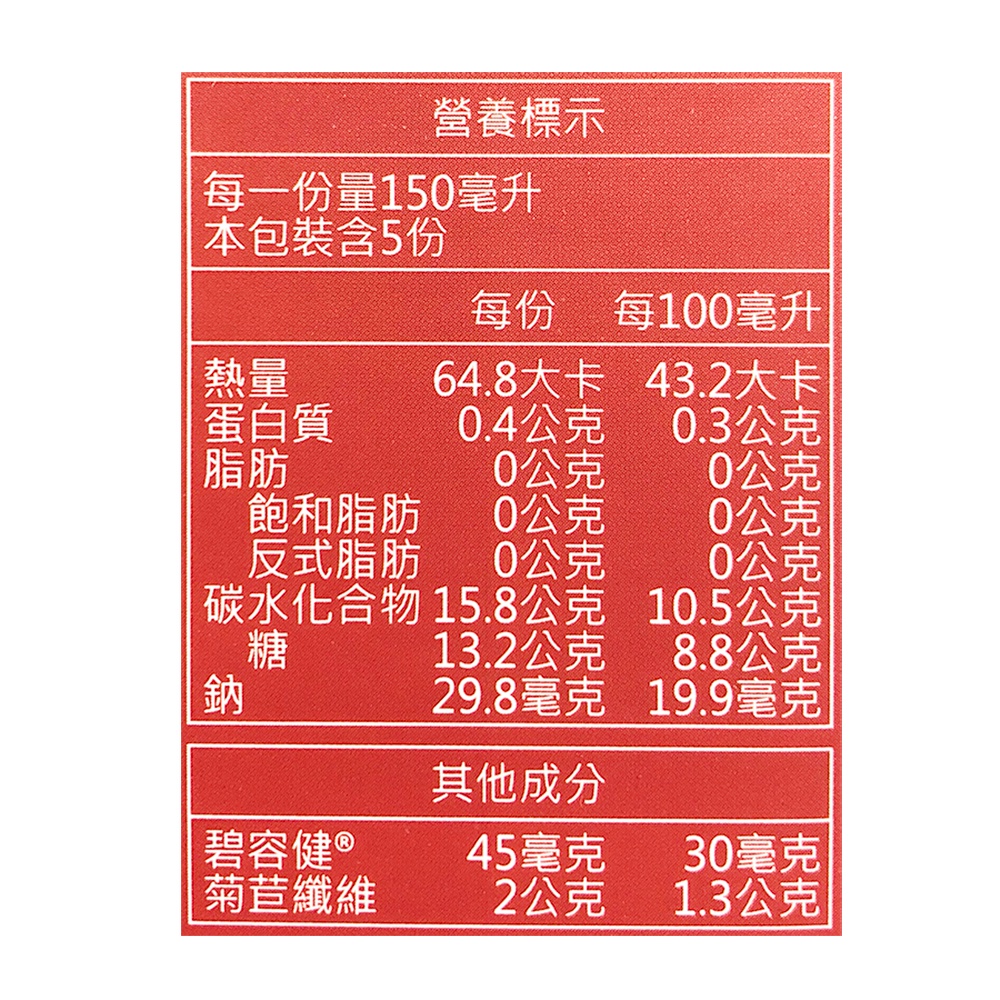 營養標示
每一份量150毫升
本包裝含5份
每份 每100毫升
熱量 64.8大卡 43.2大卡
蛋白質 0.4公克 0.3公克
脂肪 0公克 0公克
飽和脂肪 0公克 0公克
反式脂肪 0公克 0公克
碳水化合物 15.8公克 10.5公克
糖 13.2公克 8.8公克
鈉 29.8毫克 19.9毫克
其他成分
碧容健® 45毫克 30毫克
菊苣纖維 2公克 1.3公克